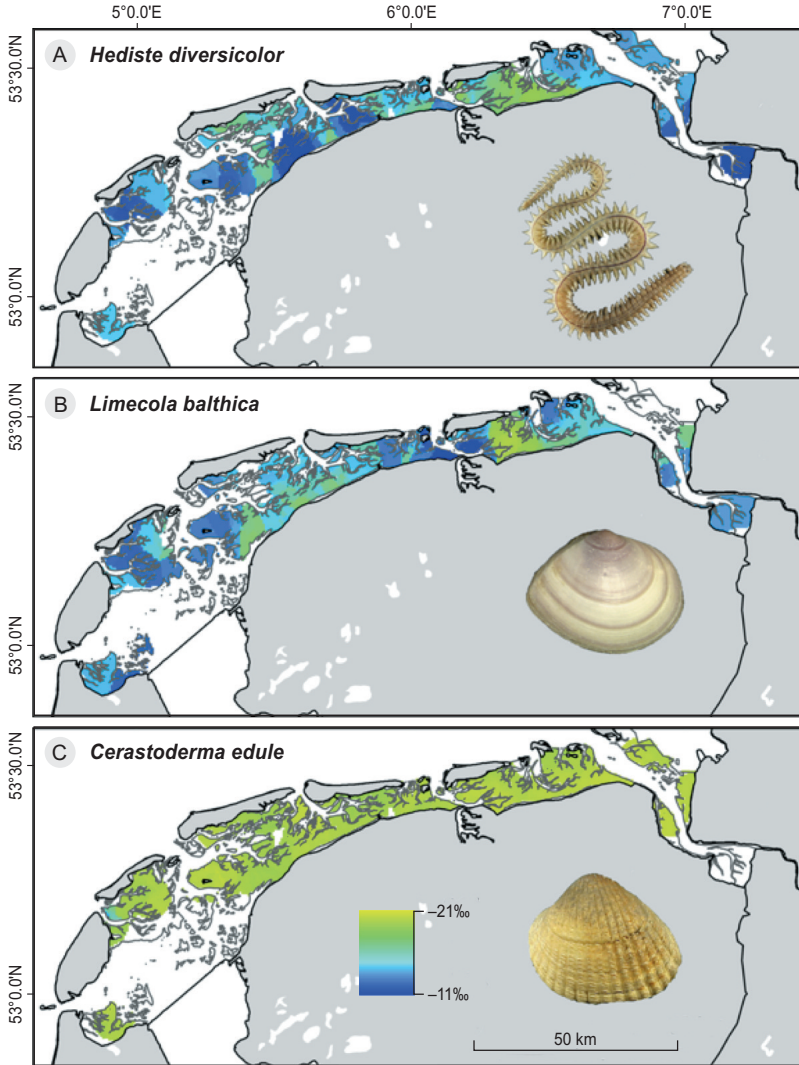 5°0.0'E 6°0.0'E 7°0.0'E
A Hediste diversicolor
53°30.0'N
53°0.0'N
B Limecola balthica
53°30.0'N
53°0.0'N
C Cerastoderma edule
53°30.0'N
–21‰
–11‰
53°0.0'N
50 km